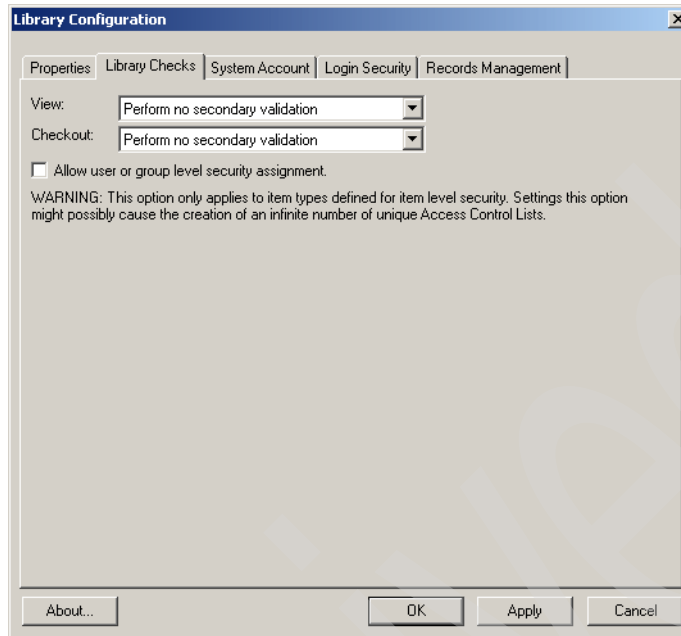 Library Configuration
Properties Library Checks System Account Login Security Records Management
View: Perform no secondary validation
Checkout: Perform no secondary validation
Allow user or group level security assignment.
WARNING: This option only applies to item types defined for item level security. Settings this option
might possibly cause the creation of an infinite number of unique Access Control Lists.
About... OK Apply Cancel